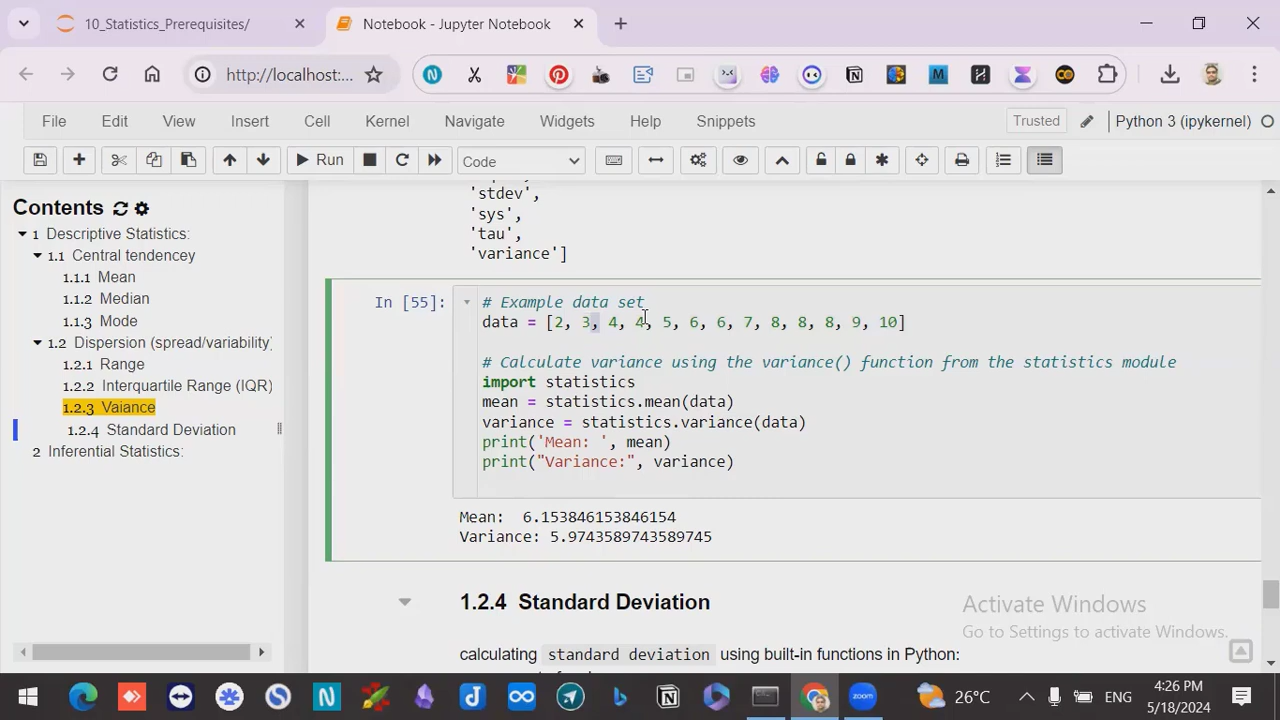 10_Statistics_Prerequisites/
Notebook - Jupyter Notebook
http://localhost:...
File Edit View Insert Cell Kernel Navigate Widgets Help Snippets
Trusted
Python 3 (ipykernel)
Run
Code
Contents
1 Descriptive Statistics:
1.1 Central tendencey
1.1.1 Mean
1.1.2 Median
1.1.3 Mode
1.2 Dispersion (spread/variability)
1.2.1 Range
1.2.2 Interquartile Range (IQR)
1.2.3 Vaiance
1.2.4 Standard Deviation
2 Inferential Statistics:
'stdev',
'sys',
'tau',
'variance']
In [55]:
# Example data set
data = [2, 3, 4, 4, 5, 6, 6, 7, 8, 8, 8, 9, 10]
# Calculate variance using the variance() function from the statistics module
import statistics
mean = statistics.mean(data)
variance = statistics.variance(data)
print('Mean: ', mean)
print("Variance:", variance)
Mean:  6.153846153846154
Variance: 5.9743589743589745
1.2.4 Standard Deviation
calculating standard deviation using built-in functions in Python:
Activate Windows
Go to Settings to activate Windows.
26°C
ENG
4:26 PM
5/18/2024